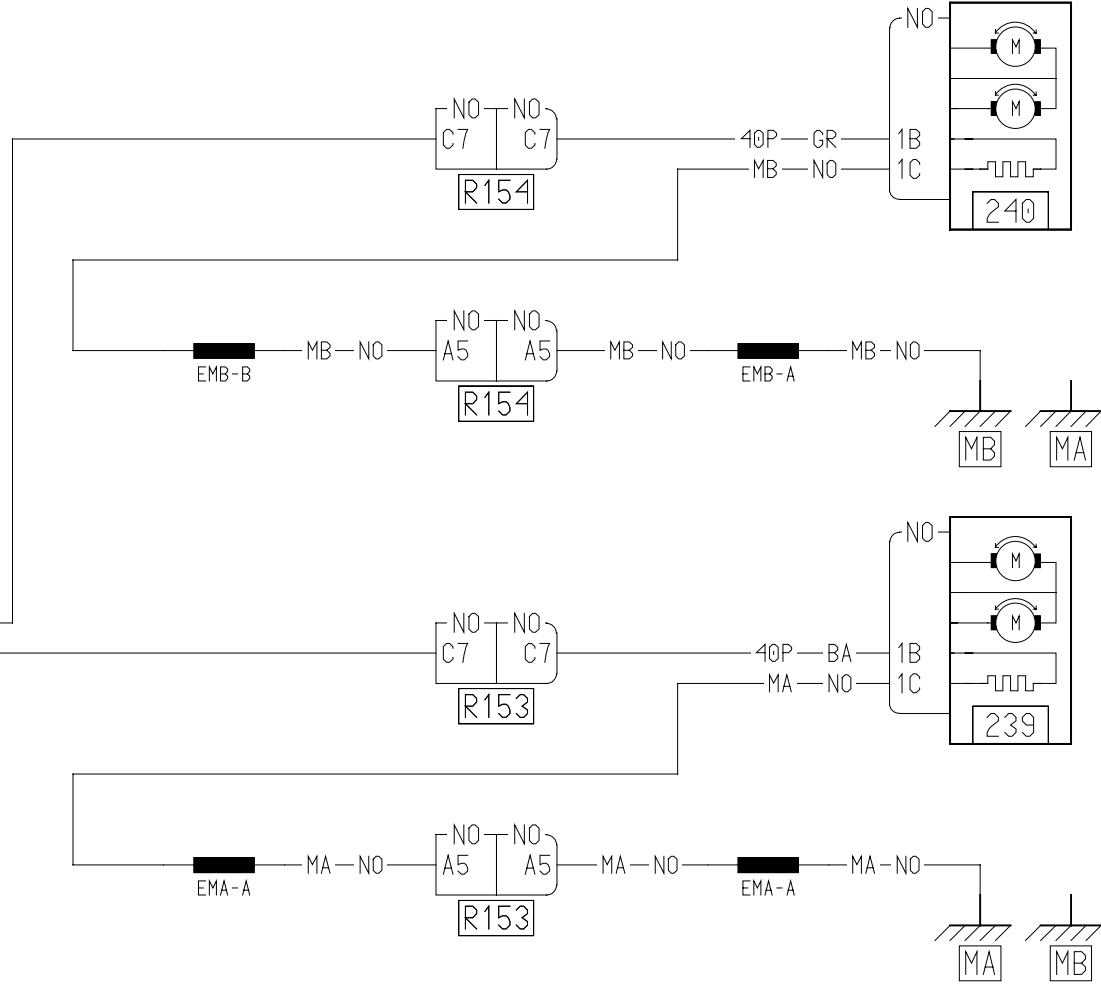 NO
M
M
NO NO
C7 C7 40P GR 1B
MB NO 1C
R154
240
NO NO
MB NO A5 A5 MB NO MB NO
EMB-B EMB-A
R154
MB MA
NO
M
M
NO NO
C7 C7 40P BA 1B
MA NO 1C
R153
239
NO NO
MA NO A5 A5 MA NO MA NO
EMA-A EMA-A
R153
MA MB